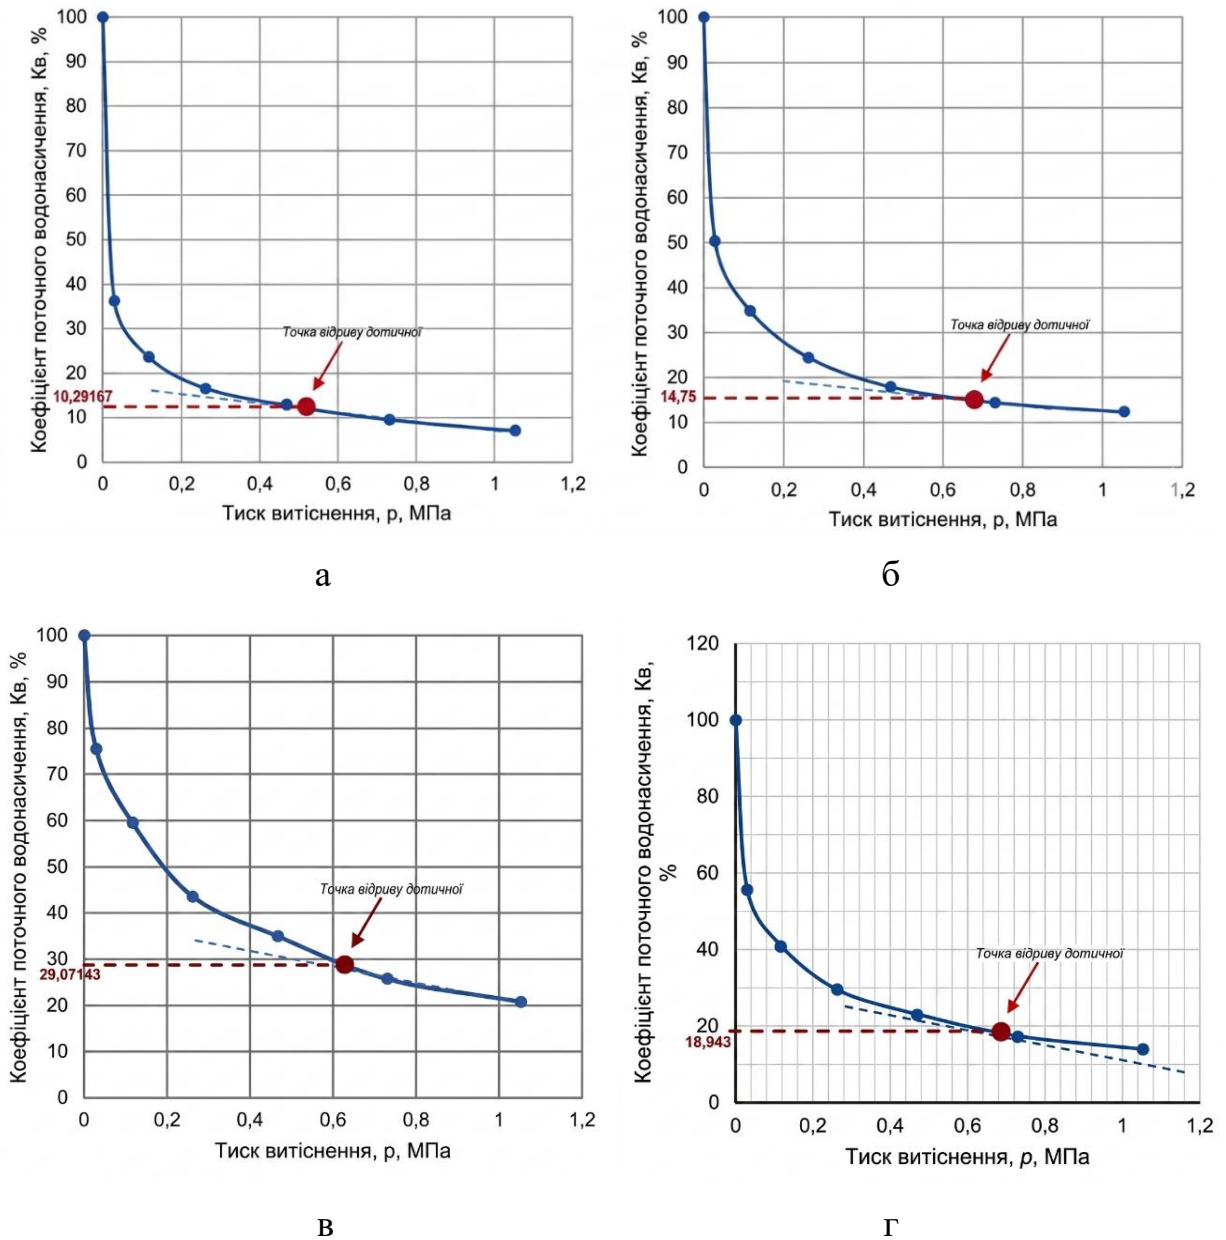 Коефіцієнт поточного водонасичення, Кв, %
100
90
80
70
60
50
40
30
20
10,29167
10
0
Точка відриву дотичної
0 0,2 0,4 0,6 0,8 1 1,2
Тиск витіснення, р, МПа
а
Коефіцієнт поточного водонасичення, Кв, %
100
90
80
70
60
50
40
30
20
14,75
10
0
Точка відриву дотичної
0 0,2 0,4 0,6 0,8 1 1,2
Тиск витіснення, р, МПа
б
Коефіцієнт поточного водонасичення, Кв, %
100
90
80
70
60
50
40
30
29,07143
20
10
0
Точка відриву дотичної
0 0,2 0,4 0,6 0,8 1 1,2
Тиск витіснення, р, МПа
в
Коефіцієнт поточного водонасичення, Кв,
%
120
100
80
60
40
20
18,943
0
Точка відриву дотичної
0 0,2 0,4 0,6 0,8 1 1,2
Тиск витіснення, р, МПа
г